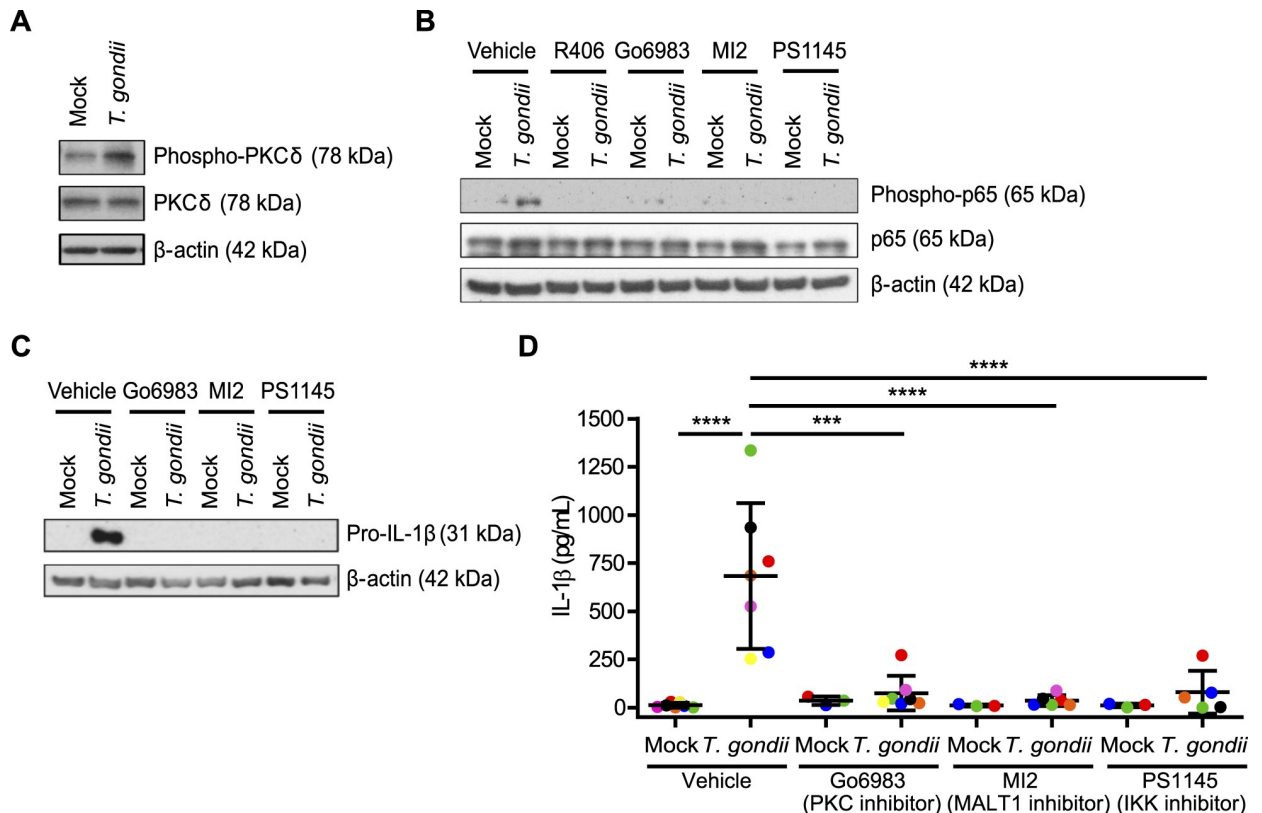 A
Mock
T. gondii
Phospho-PKCδ (78 kDa)
PKCδ (78 kDa)
β-actin (42 kDa)
B
Vehicle R406 Go6983 MI2 PS1145
Mock T. gondii Mock T. gondii Mock T. gondii Mock T. gondii Mock T. gondii
Phospho-p65 (65 kDa)
p65 (65 kDa)
β-actin (42 kDa)
C
Vehicle Go6983 MI2 PS1145
Mock T. gondii Mock T. gondii Mock T. gondii Mock T. gondii
Pro-IL-1β (31 kDa)
β-actin (42 kDa)
D
****
****
**** ***
IL-1β (pg/mL)
1500
1250
1000
750
500
250
0
Mock T. gondii Mock T. gondii Mock T. gondii Mock T. gondii
Vehicle Go6983 MI2 PS1145
(PKC inhibitor) (MALT1 inhibitor) (IKK inhibitor)